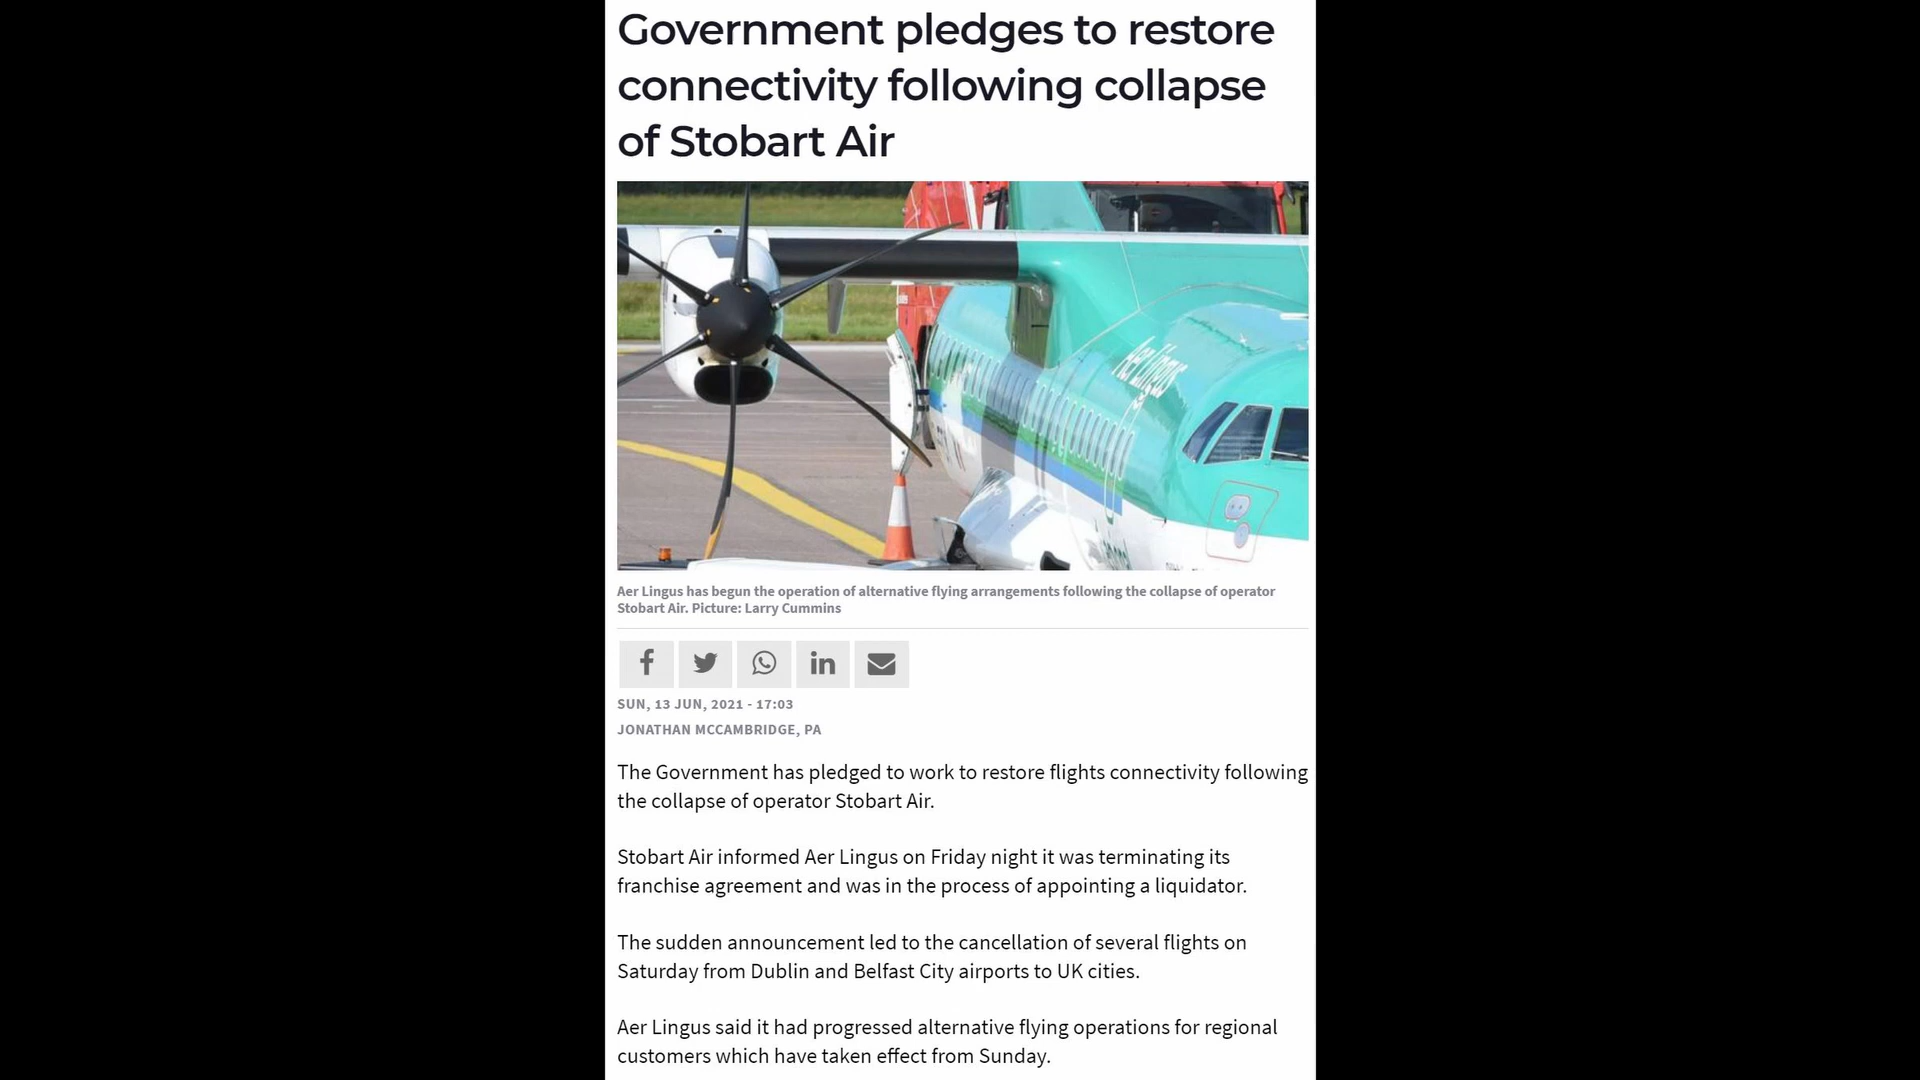 Government pledges to restore
connectivity following collapse
of Stobart Air
Aer Lingus
Aer Lingus has begun the operation of alternative flying arrangements following the collapse of operator
Stobart Air. Picture: Larry Cummins
SUN, 13 JUN, 2021 - 17:03
JONATHAN MCCAMBRIDGE, PA
The Government has pledged to work to restore flights connectivity following
the collapse of operator Stobart Air.
Stobart Air informed Aer Lingus on Friday night it was terminating its
franchise agreement and was in the process of appointing a liquidator.
The sudden announcement led to the cancellation of several flights on
Saturday from Dublin and Belfast City airports to UK cities.
Aer Lingus said it had progressed alternative flying operations for regional
customers which have taken effect from Sunday.